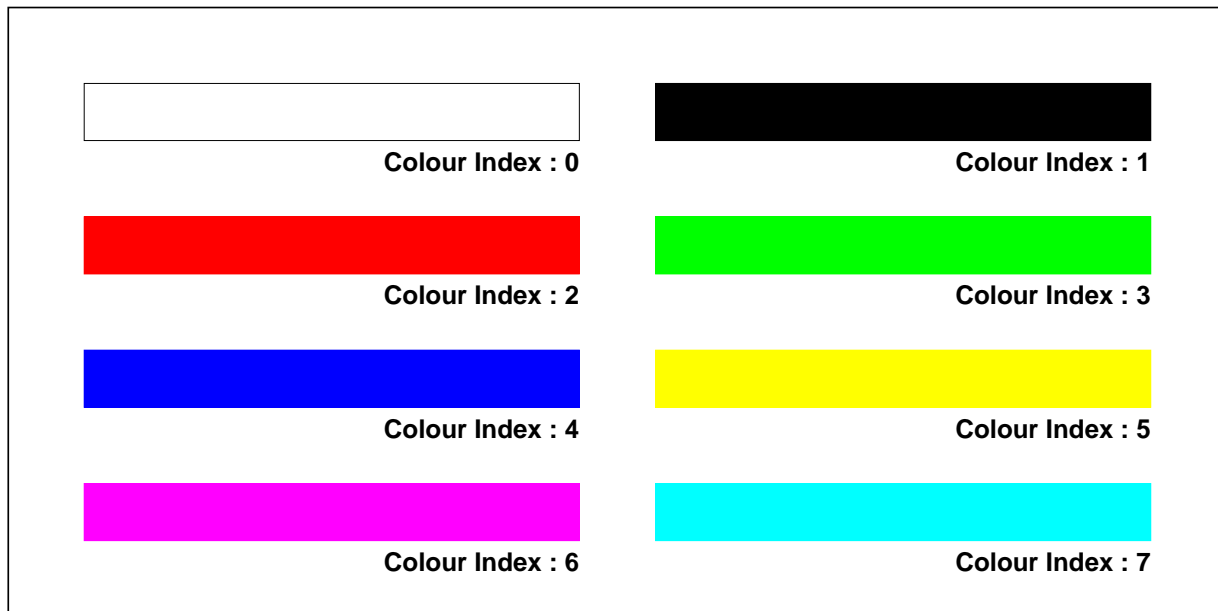 Colour Index : 0
Colour Index : 1
Colour Index : 2
Colour Index : 3
Colour Index : 4
Colour Index : 5
Colour Index : 6
Colour Index : 7